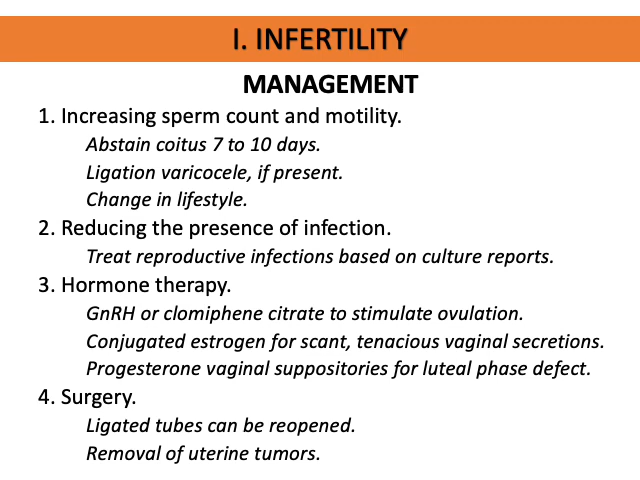 I. INFERTILITY
MANAGEMENT
1. Increasing sperm count and motility.
Abstain coitus 7 to 10 days.
Ligation varicocele, if present.
Change in lifestyle.
2. Reducing the presence of infection.
Treat reproductive infections based on culture reports.
3. Hormone therapy.
GnRH or clomiphene citrate to stimulate ovulation.
Conjugated estrogen for scant, tenacious vaginal secretions.
Progesterone vaginal suppositories for luteal phase defect.
4. Surgery.
Ligated tubes can be reopened.
Removal of uterine tumors.